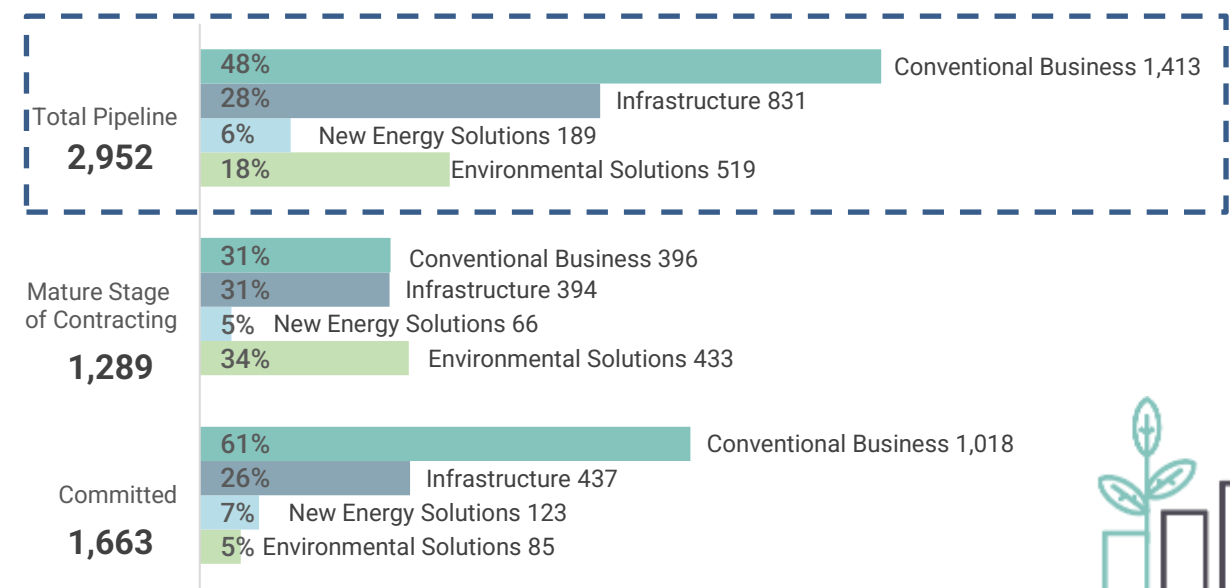 48%
Conventional Business 1,413
28%
Infrastructure 831
Total Pipeline
2,952
6%
New Energy Solutions 189
18%
Environmental Solutions 519
31%
Conventional Business 396
Mature Stage
of Contracting
1,289
31%
Infrastructure 394
5%
New Energy Solutions 66
34%
Environmental Solutions 433
61%
Conventional Business 1,018
26%
Infrastructure 437
Committed
1,663
7%
New Energy Solutions 123
5%
Environmental Solutions 85